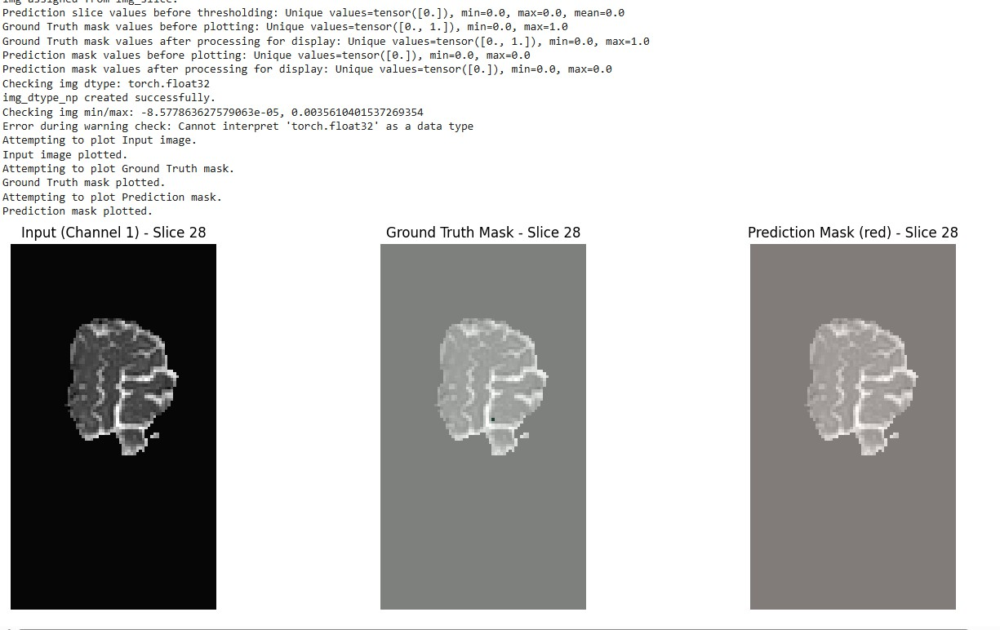 img assigned from img_slice.
Prediction slice values before thresholding: Unique values=tensor([0.]), min=0.0, max=0.0, mean=0.0
Ground Truth mask values before plotting: Unique values=tensor([0., 1.]), min=0.0, max=1.0
Ground Truth mask values after processing for display: Unique values=tensor([0., 1.]), min=0.0, max=1.0
Prediction mask values before plotting: Unique values=tensor([0.]), min=0.0, max=0.0
Prediction mask values after processing for display: Unique values=tensor([0.]), min=0.0, max=0.0
Checking img dtype: torch.float32
img_dtype_np created successfully.
Checking img min/max: -8.577863627579063e-05, 0.0035610401537269354
Error during warning check: Cannot interpret 'torch.float32' as a data type
Attempting to plot Input image.
Input image plotted.
Attempting to plot Ground Truth mask.
Ground Truth mask plotted.
Attempting to plot Prediction mask.
Prediction mask plotted.
Input (Channel 1) - Slice 28
Ground Truth Mask - Slice 28
Prediction Mask (red) - Slice 28